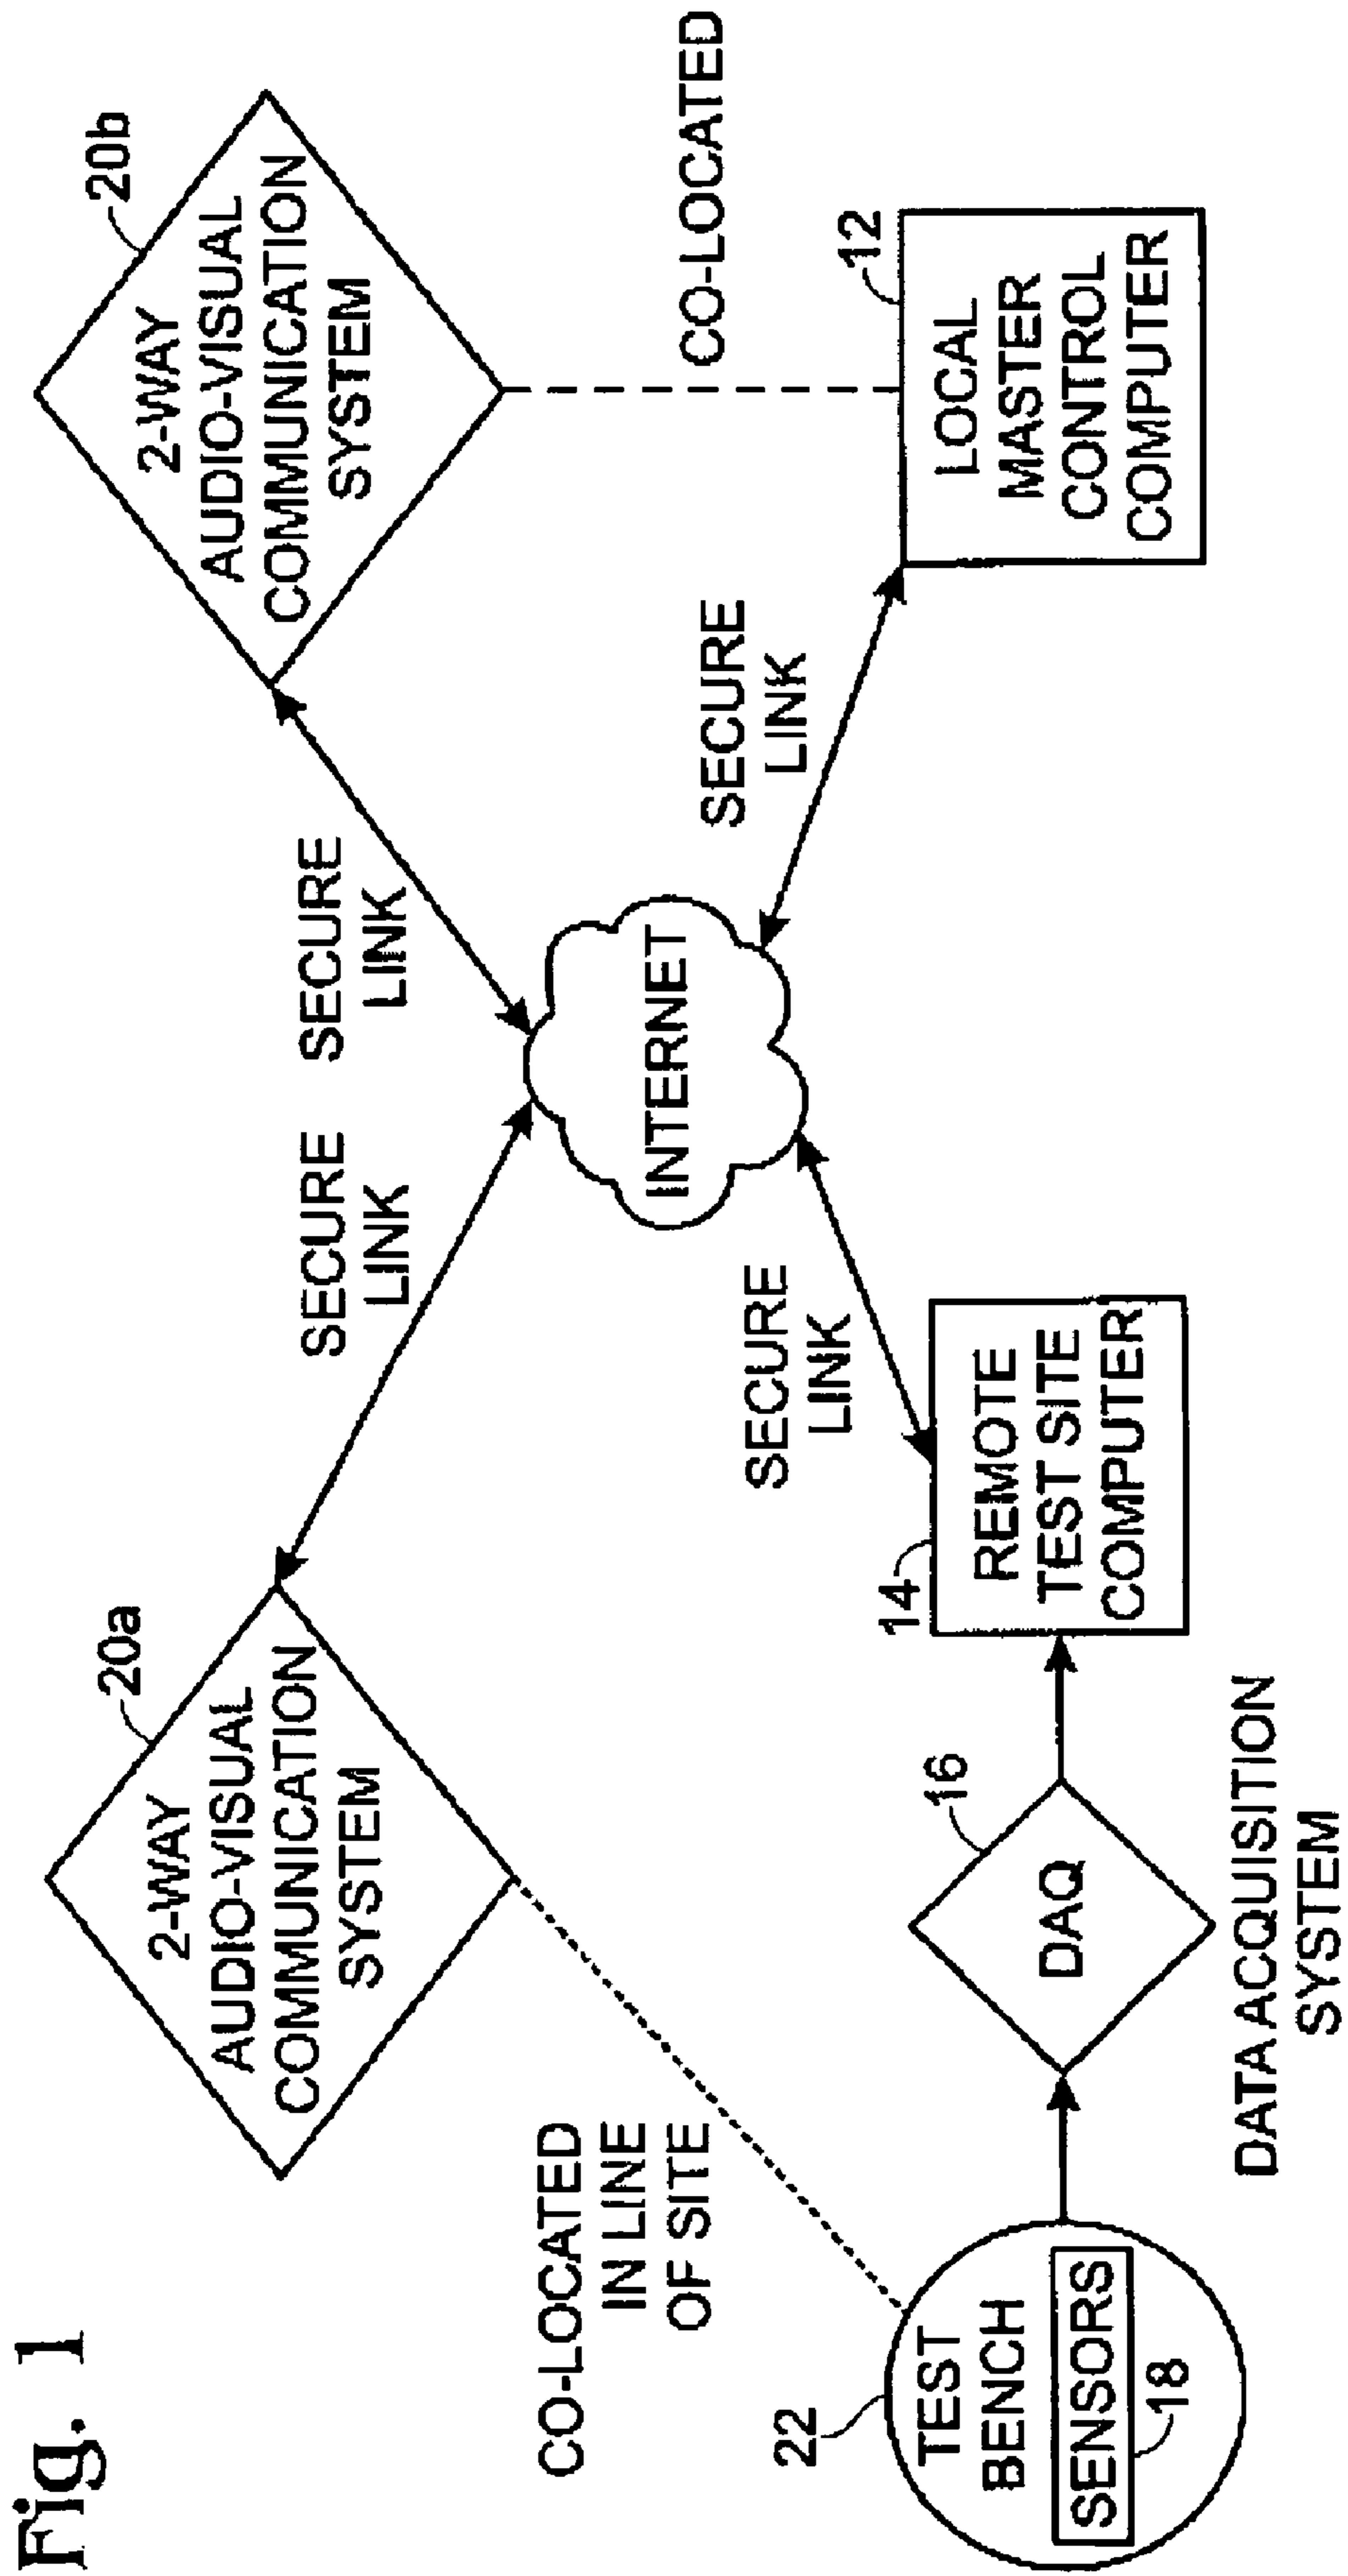 Fig. 1
20a
2-WAY
AUDIO-VISUAL
COMMUNICATION
SYSTEM
20b
2-WAY
AUDIO-VISUAL
COMMUNICATION
SYSTEM
SECURE
LINK
SECURE
LINK
CO-LOCATED
IN LINE
OF SITE
INTERNET
CO-LOCATED
SECURE
LINK
SECURE
LINK
22
TEST
BENCH
SENSORS
18
16
DAQ
DATA ACQUISITION
SYSTEM
14
REMOTE
TEST SITE
COMPUTER
12
LOCAL
MASTER
CONTROL
COMPUTER